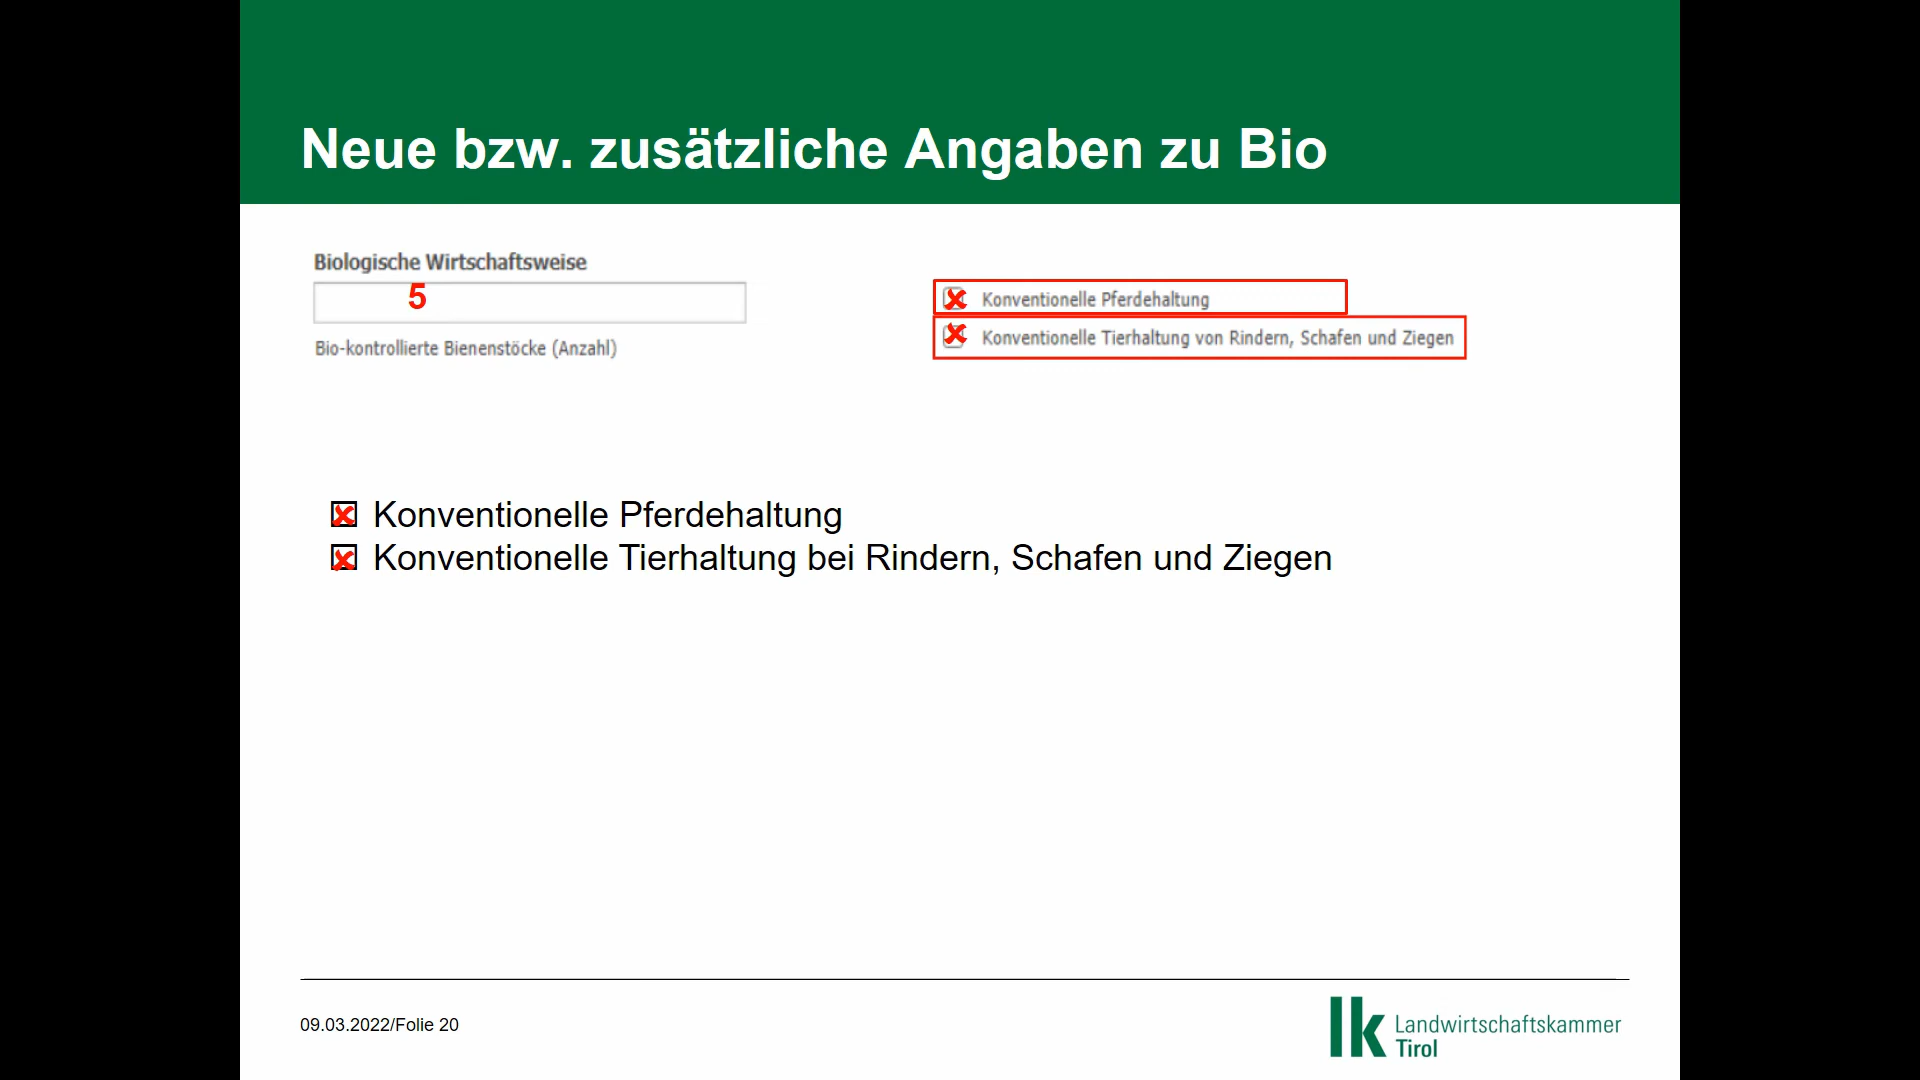 Neue bzw. zusätzliche Angaben zu Bio
Biologische Wirtschaftsweise
5
Bio-kontrollierte Bienenstöcke (Anzahl)
Konventionelle Pferdehaltung
Konventionelle Tierhaltung von Rindern, Schafen und Ziegen
Konventionelle Pferdehaltung
Konventionelle Tierhaltung bei Rindern, Schafen und Ziegen
09.03.2022/Folie 20
lk Landwirtschaftskammer
Tirol